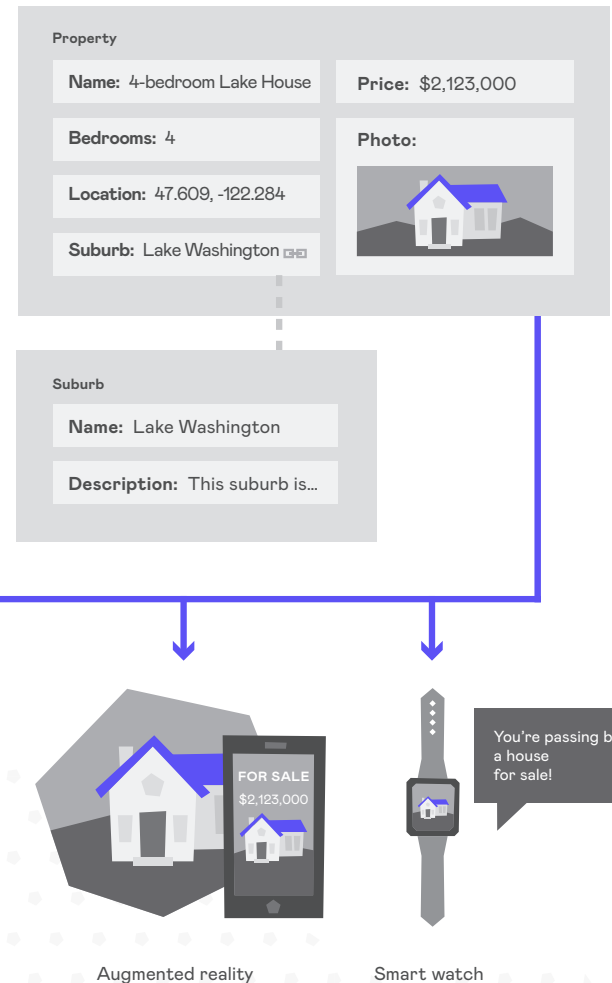 Property
Name: 4-bedroom Lake House
Bedrooms: 4
Location: 47.609, -122.284
Suburb: Lake Washington
Price: $2,123,000
Photo:
Suburb
Name: Lake Washington
Description: This suburb is...
FOR SALE
$2,123,000
You're passing
a house
for sale!
Augmented reality
Smart watch